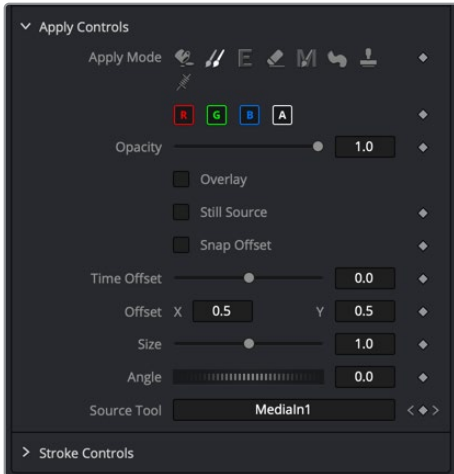 Apply Controls
Apply Mode E M
R G B A
Opacity 1.0
Overlay
Still Source
Snap Offset
Time Offset 0.0
Offset X 0.5 Y 0.5
Size 1.0
Angle 0.0
Source Tool MediaIn1
Stroke Controls